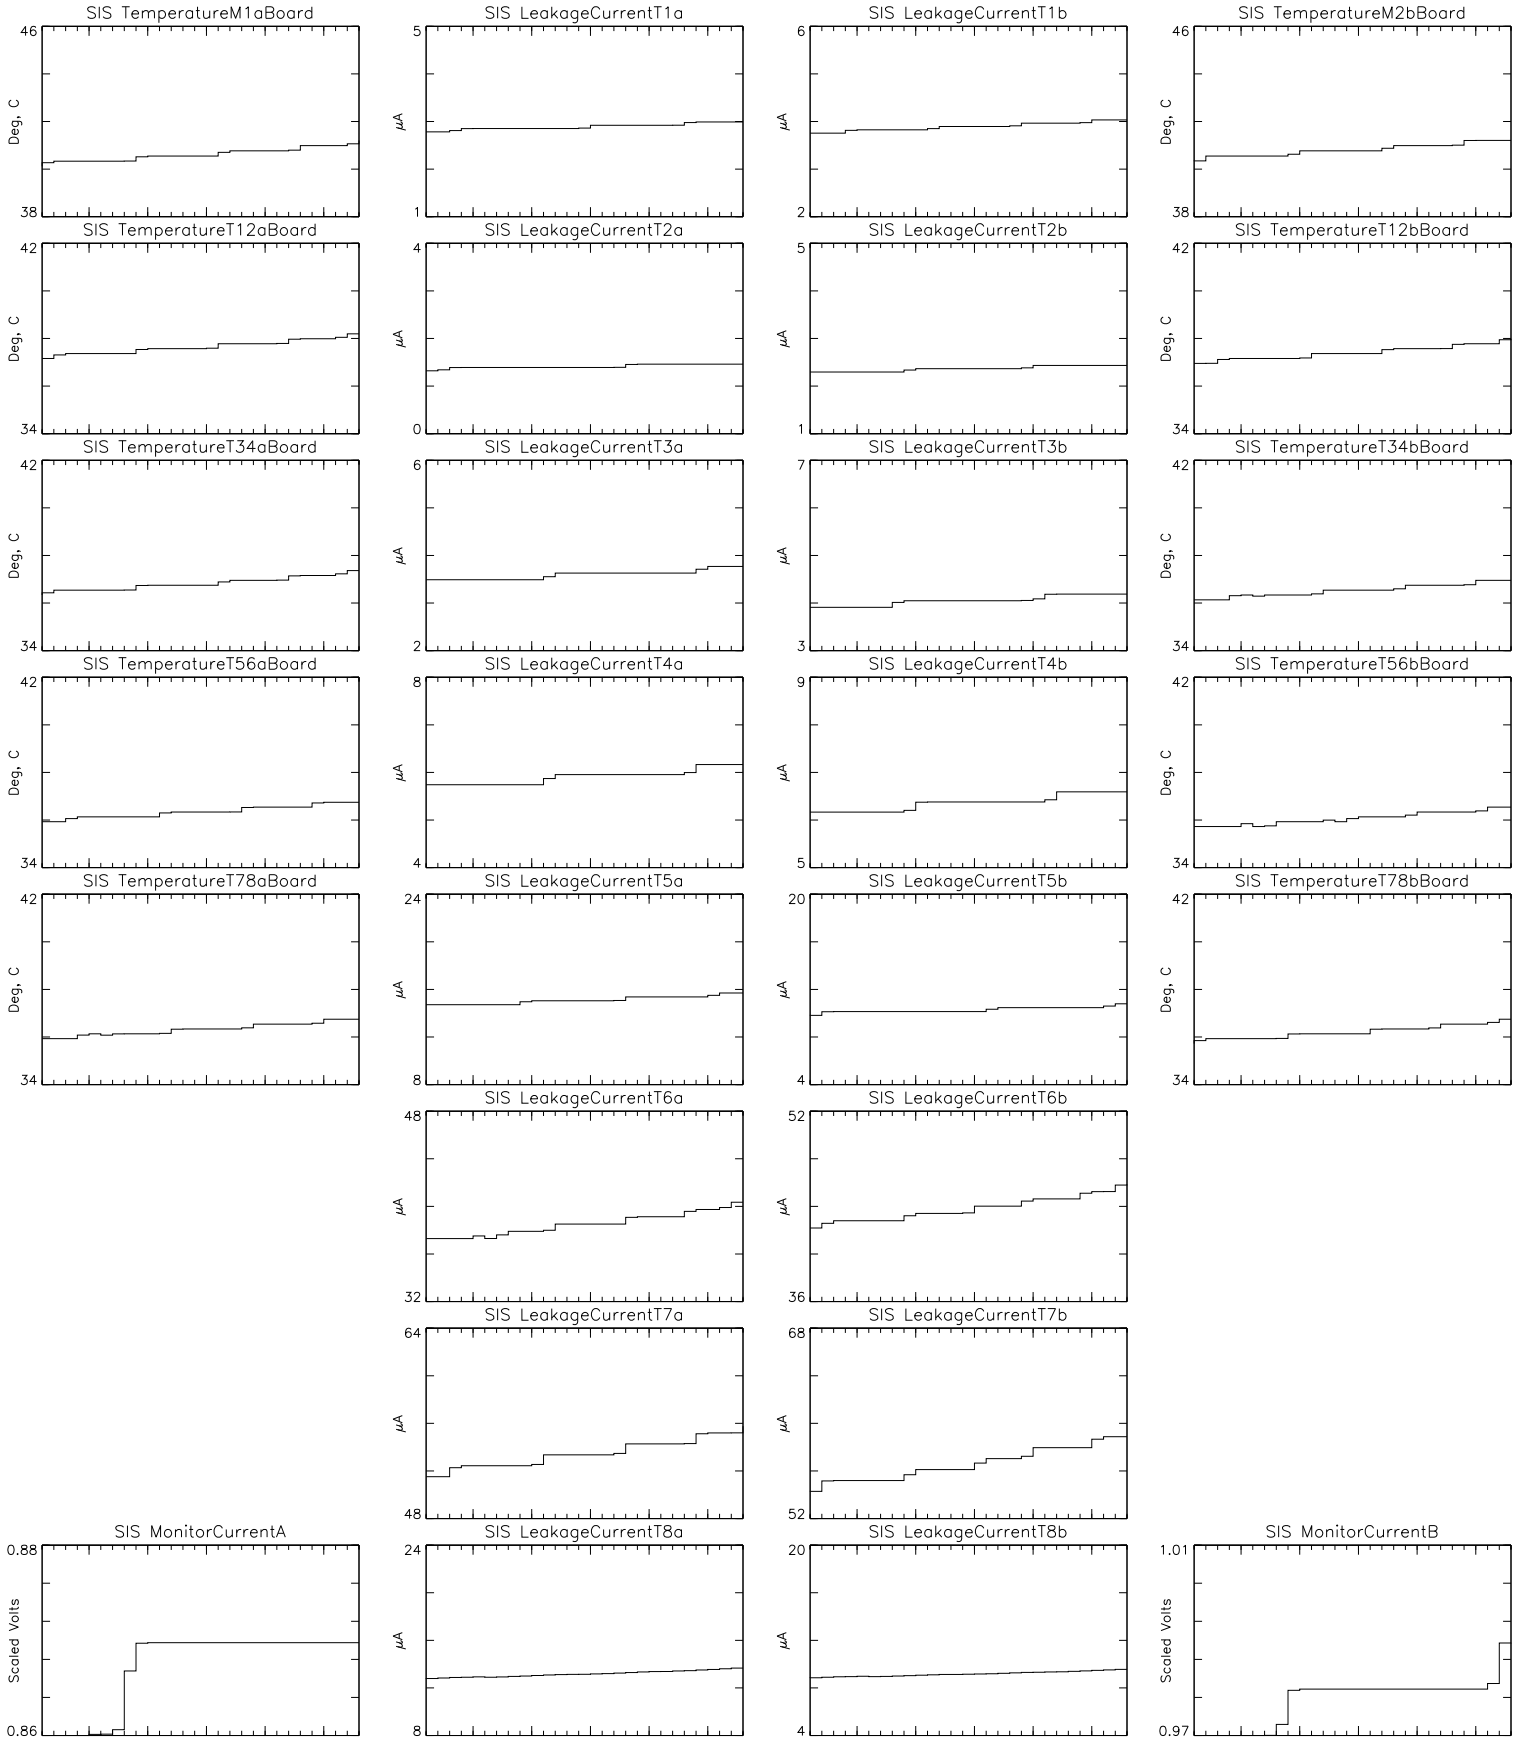 SIS TemperatureM1aBoard
46
Deg, C
38
SIS LeakageCurrentT1a
5
μA
1
SIS LeakageCurrentT1b
6
μA
2
SIS TemperatureM2bBoard
46
Deg, C
38
SIS TemperatureT12aBoard
42
Deg, C
34
SIS LeakageCurrentT2a
4
μA
0
SIS LeakageCurrentT2b
5
μA
1
SIS TemperatureT12bBoard
42
Deg, C
34
SIS TemperatureT34aBoard
42
Deg, C
34
SIS LeakageCurrentT3a
6
μA
2
SIS LeakageCurrentT3b
7
μA
3
SIS TemperatureT34bBoard
42
Deg, C
34
SIS TemperatureT56aBoard
42
Deg, C
34
SIS LeakageCurrentT4a
8
μA
4
SIS LeakageCurrentT4b
9
μA
5
SIS TemperatureT56bBoard
42
Deg, C
34
SIS TemperatureT78aBoard
42
Deg, C
34
SIS LeakageCurrentT5a
24
μA
8
SIS LeakageCurrentT5b
20
μA
4
SIS TemperatureT78bBoard
42
Deg, C
34
SIS LeakageCurrentT6a
48
μA
32
SIS LeakageCurrentT6b
52
μA
36
SIS LeakageCurrentT7a
64
μA
48
SIS LeakageCurrentT7b
68
μA
52
SIS MonitorCurrentA
0.88
Scaled Volts
0.86
SIS LeakageCurrentT8a
24
μA
8
SIS LeakageCurrentT8b
20
μA
4
SIS MonitorCurrentB
1.01
Scaled Volts
0.97